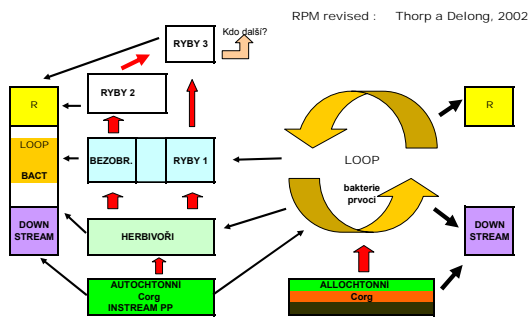 RPM revised : Thorp a Delong, 2002
Kdo další?
RYBY 3
RYBY 2
R
R
LOOP
BACT
BEZOBR.
RYBY 1
LOOP
bakterie
prvoci
DOWN
STREAM
HERBIVOŘI
DOWN
STREAM
AUTOCHTONNÍ
Corg
INSTREAM PP
ALLOCHTONNÍ
Corg